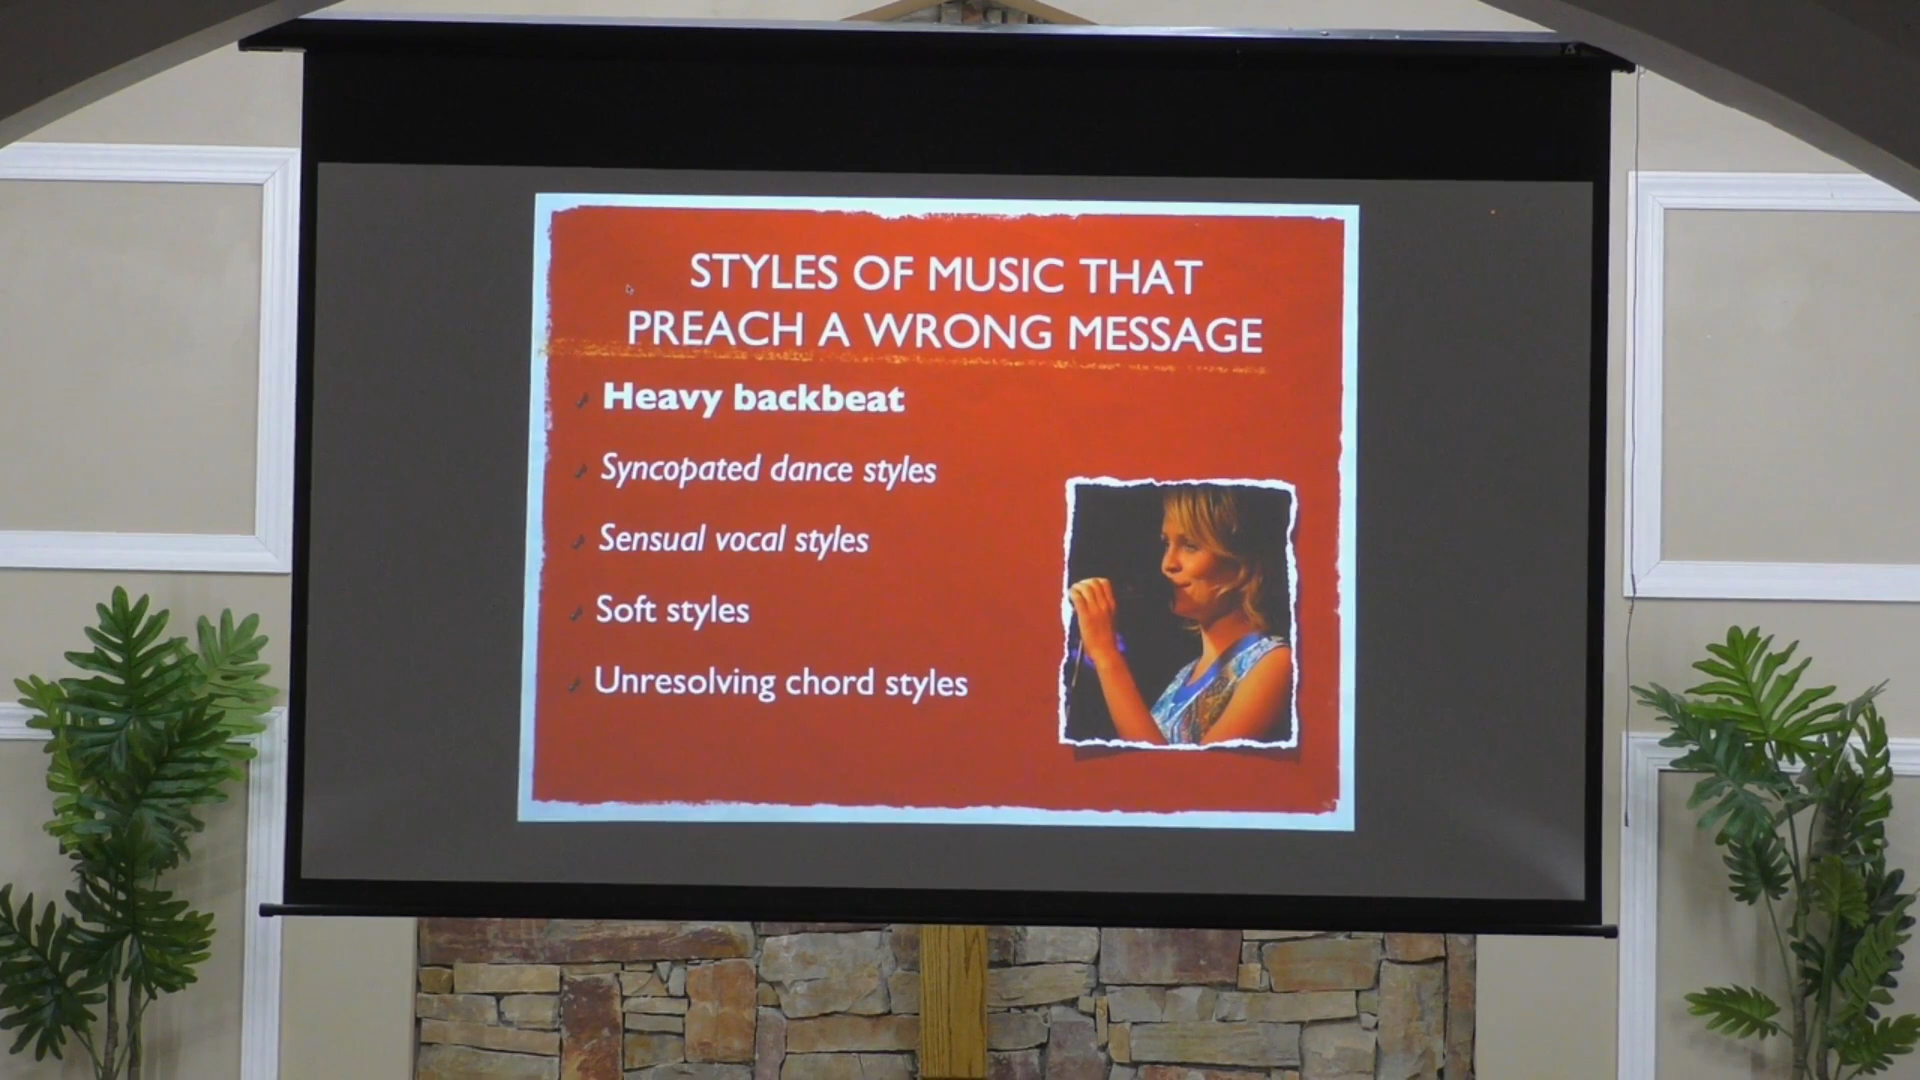 STYLES OF MUSIC THAT
PREACH A WRONG MESSAGE
Heavy backbeat
Syncopated dance styles
Sensual vocal styles
Soft styles
Unresolving chord styles